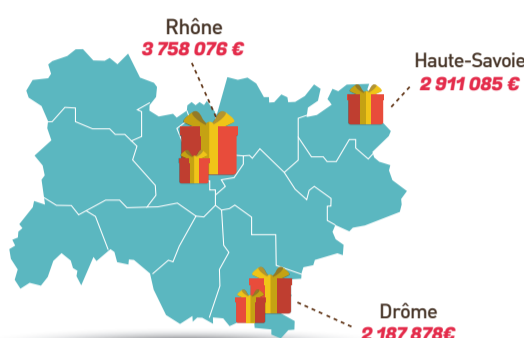 Rhône
3 758 076 €
Haute-Savoie
2 911 085 €
Drôme
2 187 878€